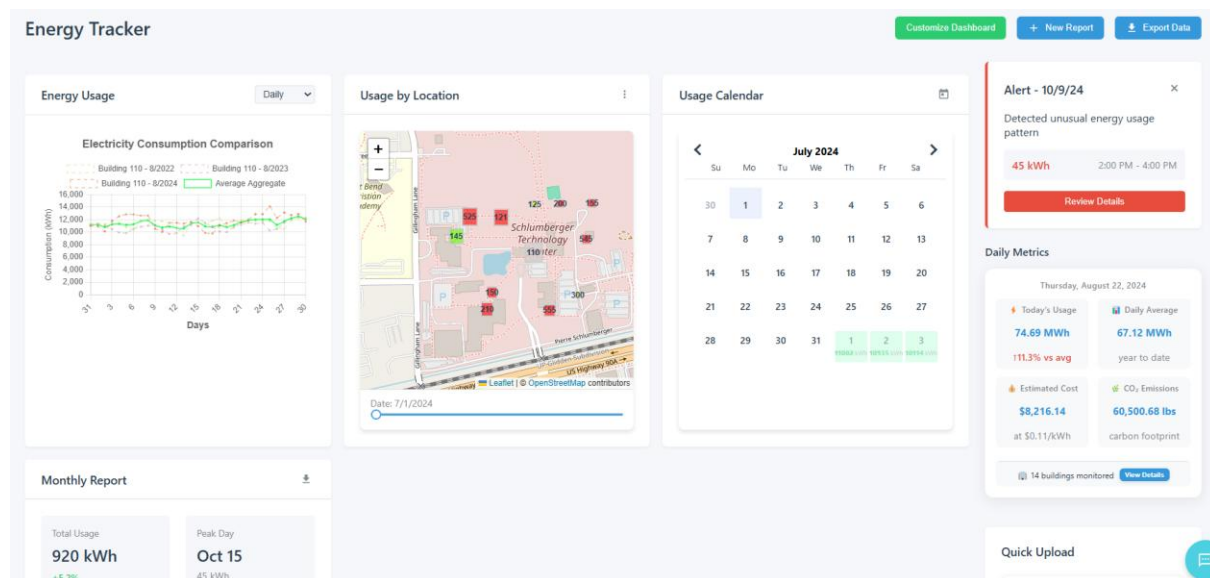 Energy Tracker
Customize Dashboard
+ New Report
Export Data
Energy Usage
Daily
Electricity Consumption Comparison
Building 110 - 8/2022
Building 110 - 8/2023
Building 110 - 8/2024
Average Aggregate
Consumption (kWh)
16,000
14,000
12,000
10,000
8,000
6,000
4,000
2,000
0
31 3 6 9 12 15 18 21 24 27 30
Days
Usage by Location
+
−
Gillingham Lane
125 200 155
P 525 121
Schlumberger
145
Technology
545
110
P
150
300
P
210 555
P
Gillingham Lane
Pierre Schlumberger
UP-Glidden Subdivision
US Highway 90A
Leaflet | © OpenStreetMap contributors
Date: 7/1/2024
Usage Calendar
July 2024
Su Mo Tu We Th Fr Sa
30 1 2 3 4 5 6
7 8 9 10 11 12 13
14 15 16 17 18 19 20
21 22 23 24 25 26 27
28 29 30 31 1 2 3
Alert - 10/9/24
×
Detected unusual energy usage
pattern
45 kWh
2:00 PM - 4:00 PM
Review Details
Daily Metrics
Thursday, August 22, 2024
Today's Usage
74.69 MWh
↑11.3% vs avg
Daily Average
67.12 MWh
year to date
Estimated Cost
$8,216.14
at $0.11/kWh
CO₂ Emissions
60,500.68 lbs
carbon footprint
14 buildings monitored
View Details
Monthly Report
Total Usage
920 kWh
Peak Day
Oct 15
45 kWh
Quick Upload